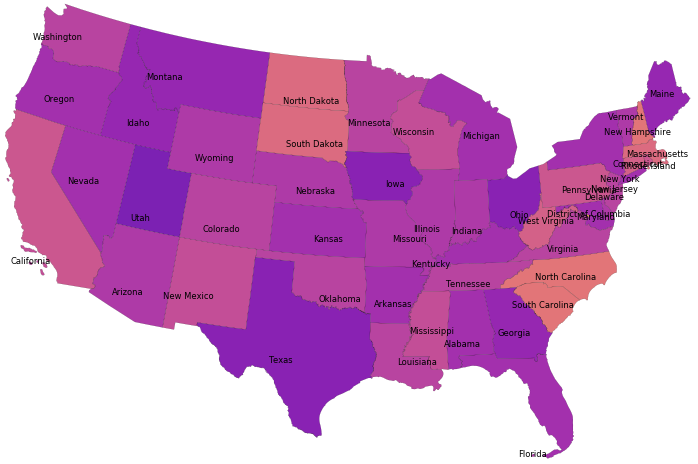 Washington
Montana
North Dakota
Minnesota
Maine
Oregon
Idaho
Wisconsin
Michigan
Vermont
New Hampshire
South Dakota
Wyoming
Massachusetts
Connecticut
Rhode Island
Nevada
Nebraska
Iowa
New York
Pennsylvania
New Jersey
Delaware
Utah
Colorado
Ohio
District of Columbia
Maryland
West Virginia
Kansas
Missouri
Illinois
Indiana
Virginia
California
Kentucky
North Carolina
Arizona
New Mexico
Oklahoma
Arkansas
Tennessee
South Carolina
Mississippi
Georgia
Alabama
Texas
Louisiana
Florida